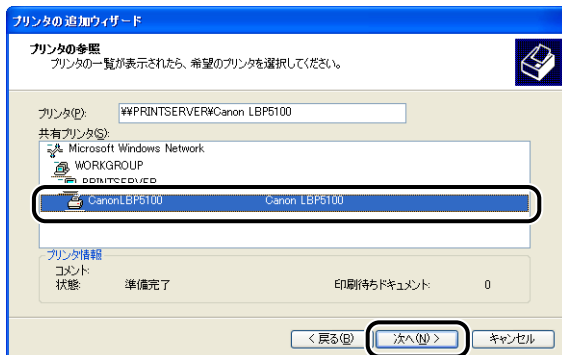 プリンタの追加ウィザード
プリンタの参照
プリンタの一覧が表示されたら、希望のプリンタを選択してください。
プリンタ(P): ¥¥PRINTSERVER¥Canon LBP5100
共有プリンタ(S):
Microsoft Windows Network
WORKGROUP
PRINTSERVER
CanonLBP5100 Canon LBP5100
プリンタ情報
コメント:
状態: 準備完了 印刷待ちドキュメント: 0
< 戻る(B) 次へ(N) > キャンセル